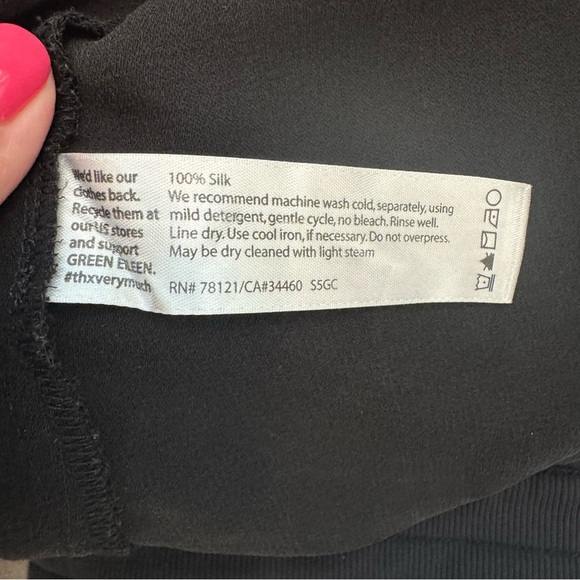 We'd like our
clothes back.
Recycle them at
our US stores
and support
GREEN EILEEN.
#thxverymuch
100% Silk
We recommend machine wash cold, separately, using
mild detergent, gentle cycle, no bleach. Rinse well.
Line dry. Use cool iron, if necessary. Do not overpress.
May be dry cleaned with light steam
RN# 78121/CA#34460 S5GC